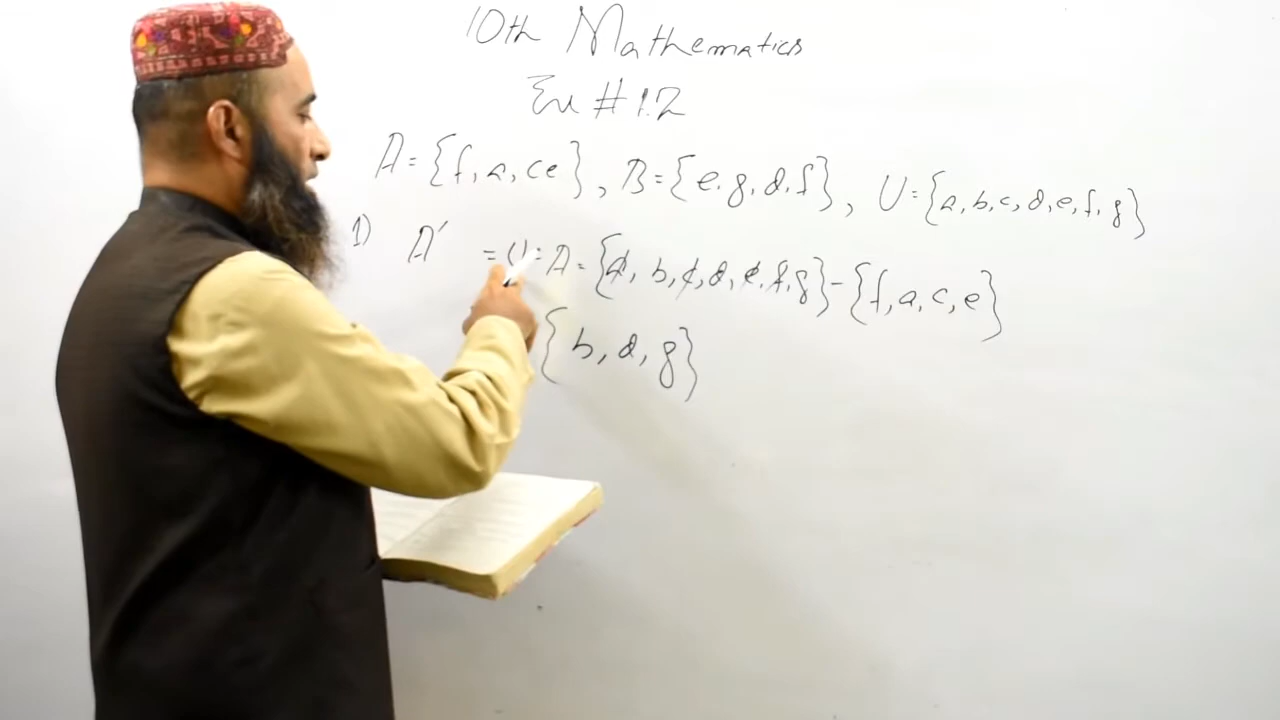 10th Mathematics
Ex # 1.2
A = {f, a, c e}, B = {e, g, d, f}, U = {a, b, c, d, e, f, g}
1) A' = U - A = {a, b, c, d, e, f, g} - {f, a, c, e}
{b, d, g}